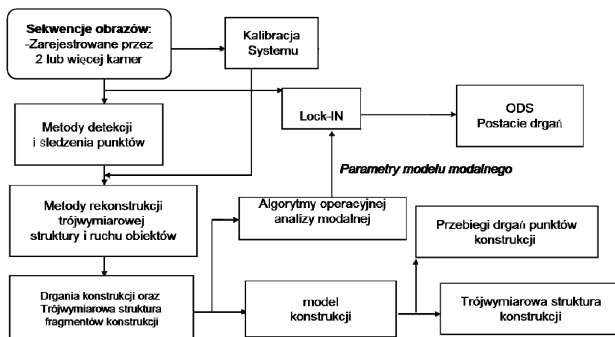 Sekwencje obrazów:
-Zarejestrowane przez
2 lub więcej kamer
Kalibracja
Systemu
Lock-IN
ODS
Postacie drgań
Metody detekcji
i śledzenia punktów
Parametry modelu modalnego
Metody rekonstrukcji
trójwymiarowej
struktury i ruchu obiektów
Algorytmy operacyjnej
analizy modalnej
Przebiegi drgań punktów
konstrukcji
Drgania konstrukcji oraz
Trójwymiarowa struktura
fragmentów konstrukcji
model
konstrukcji
Trójwymiarowa struktura
konstrukcji